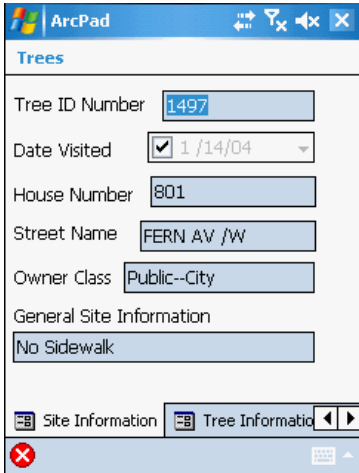 ArcPad
Trees
Tree ID Number 1497
Date Visited 1 /14/04
House Number 801
Street Name FERN AV /W
Owner Class Public--City
General Site Information
No Sidewalk
Site Information Tree Informatio